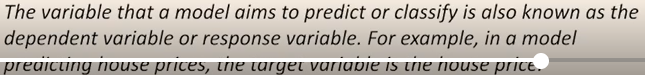 The variable that a model aims to predict or classify is also known as the
dependent variable or response variable. For example, in a model
predicting house prices, the target variable is the house price.